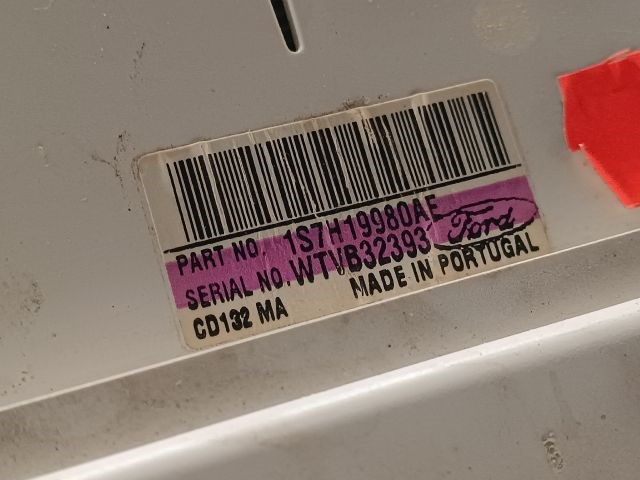 PART NO. 1S7H19980AE
SERIAL NO. WTVB32393 Ford
CD132 MA MADE IN PORTUGAL